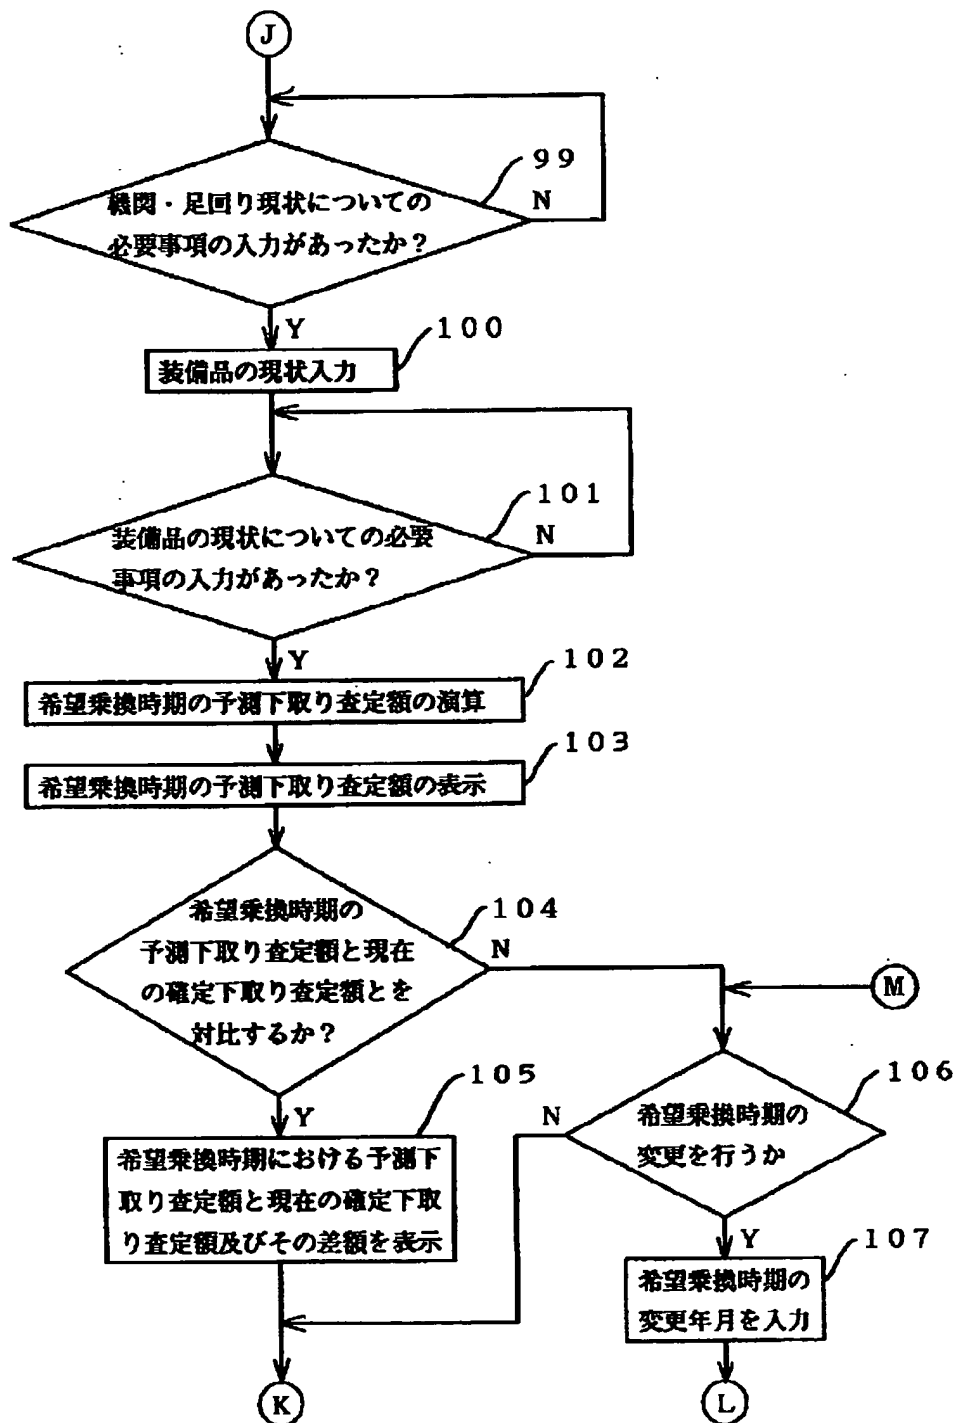 J
99
機関・足回り現状についての
必要事項の入力があったか？
N
Y
100
装備品の現状入力
101
装備品の現状についての必要
事項の入力があったか？
N
Y
102
希望乗換時期の予測下取り査定額の演算
103
希望乗換時期の予測下取り査定額の表示
104
希望乗換時期の
予測下取り査定額と現在
の確定下取り査定額とを
対比するか？
N
M
Y
105
希望乗換時期における予測下
取り査定額と現在の確定下取
り査定額及びその差額を表示
106
希望乗換時期の
変更を行うか
N
Y
107
希望乗換時期の
変更年月を入力
K
L